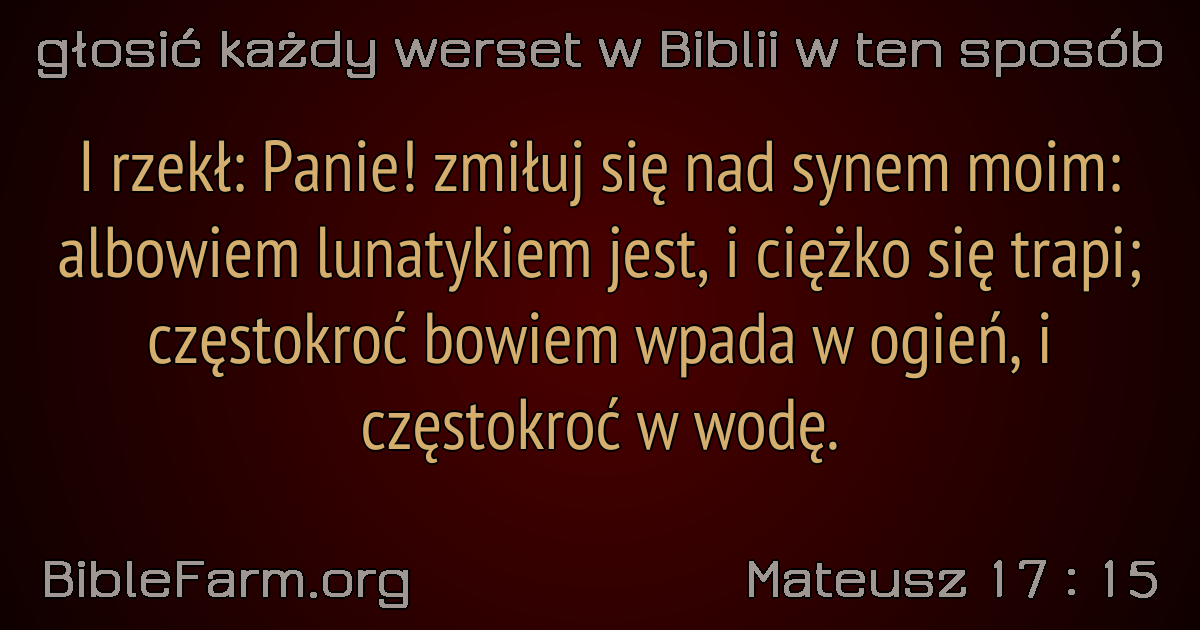 głosić każdy werset w Biblii w ten sposób
I rzekł: Panie! zmiłuj się nad synem moim:
albowiem lunatykiem jest, i ciężko się trapi;
częstokroć bowiem wpada w ogień, i
częstokroć w wodę.
BibleFarm.org
Mateusz 17 : 15